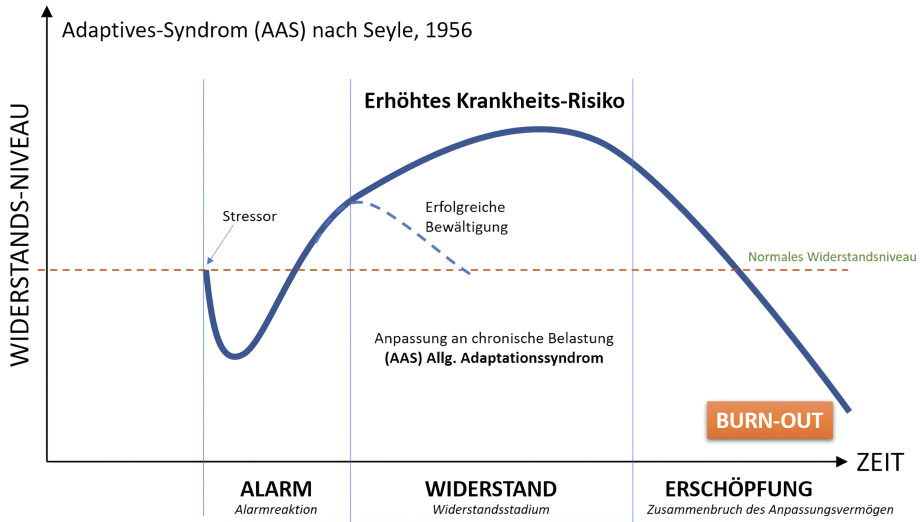 Adaptives-Syndrom (AAS) nach Seyle, 1956
WIDERSTANDS-NIVEAU
Erhöhtes Krankheits-Risiko
Stressor
Erfolgreiche
Bewältigung
Normales Widerstandsniveau
Anpassung an chronische Belastung
(AAS) Allg. Adaptationssyndrom
BURN-OUT
ZEIT
ALARM
Alarmreaktion
WIDERSTAND
Widerstandsstadium
ERSCHÖPFUNG
Zusammenbruch des Anpassungsvermögen